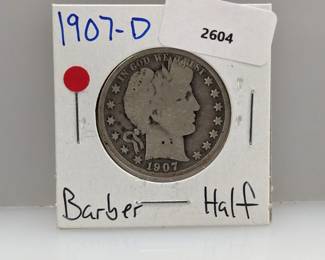 1907-D
2604
IN GOD WE TRUST
1907
Barber Half